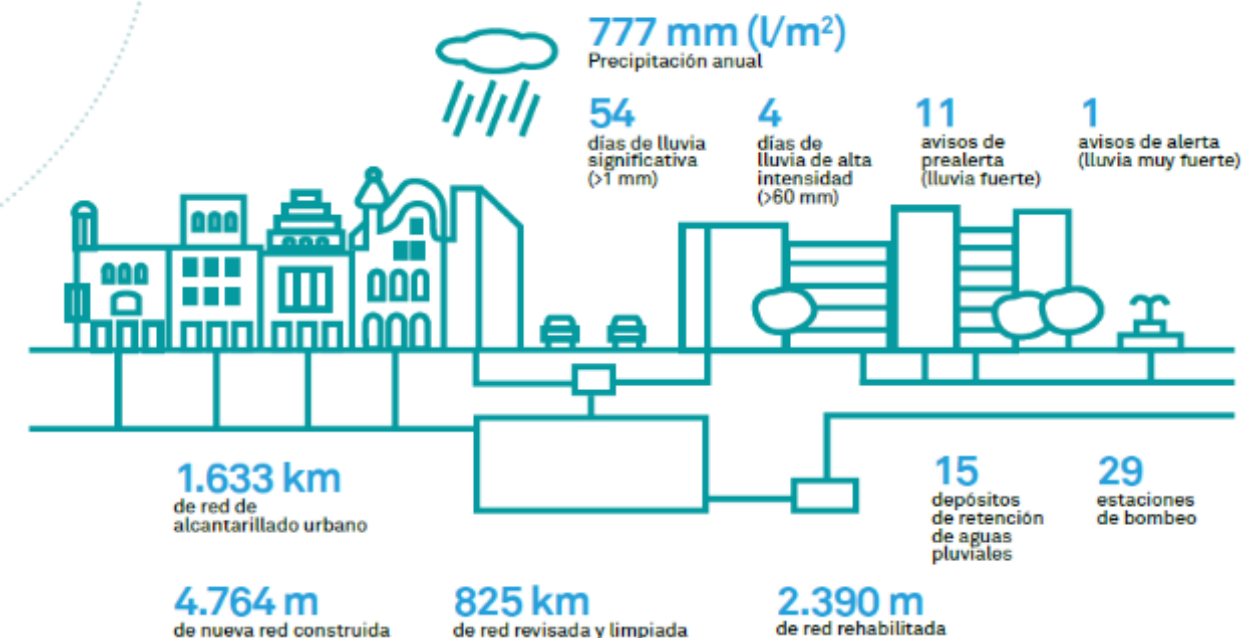 777 mm (l/m²)
Precipitación anual
54
días de lluvia
significativa
(>1 mm)
4
días de
lluvia de alta
intensidad
(>60 mm)
11
avisos de
prealerta
(lluvia fuerte)
1
avisos de alerta
(lluvia muy fuerte)
1.633 km
de red de
alcantarillado urbano
15
depósitos
de retención
de aguas
pluviales
29
estaciones
de bombeo
4.764 m
de nueva red construida
825 km
de red revisada y limpiada
2.390 m
de red rehabilitada